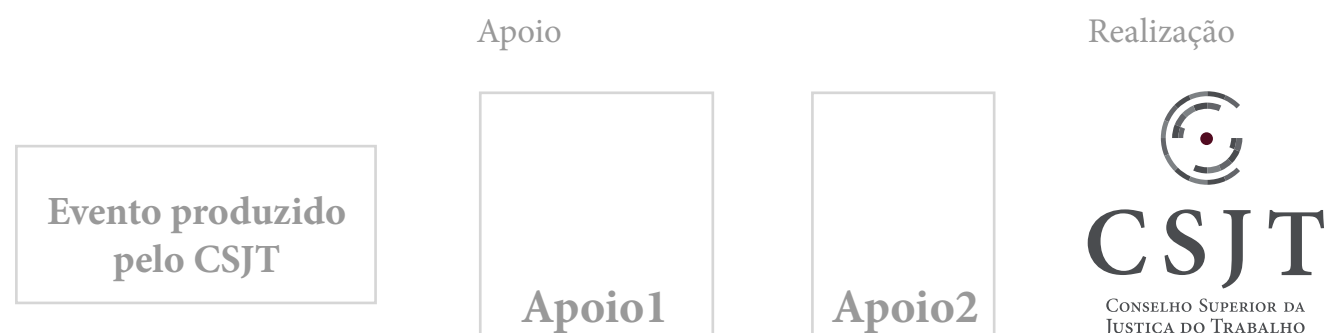 Apoio
Realização
Evento produzido
pelo CSJT
Apoio1
Apoio2
CSJT
Conselho Superior da
Justiça do Trabalho